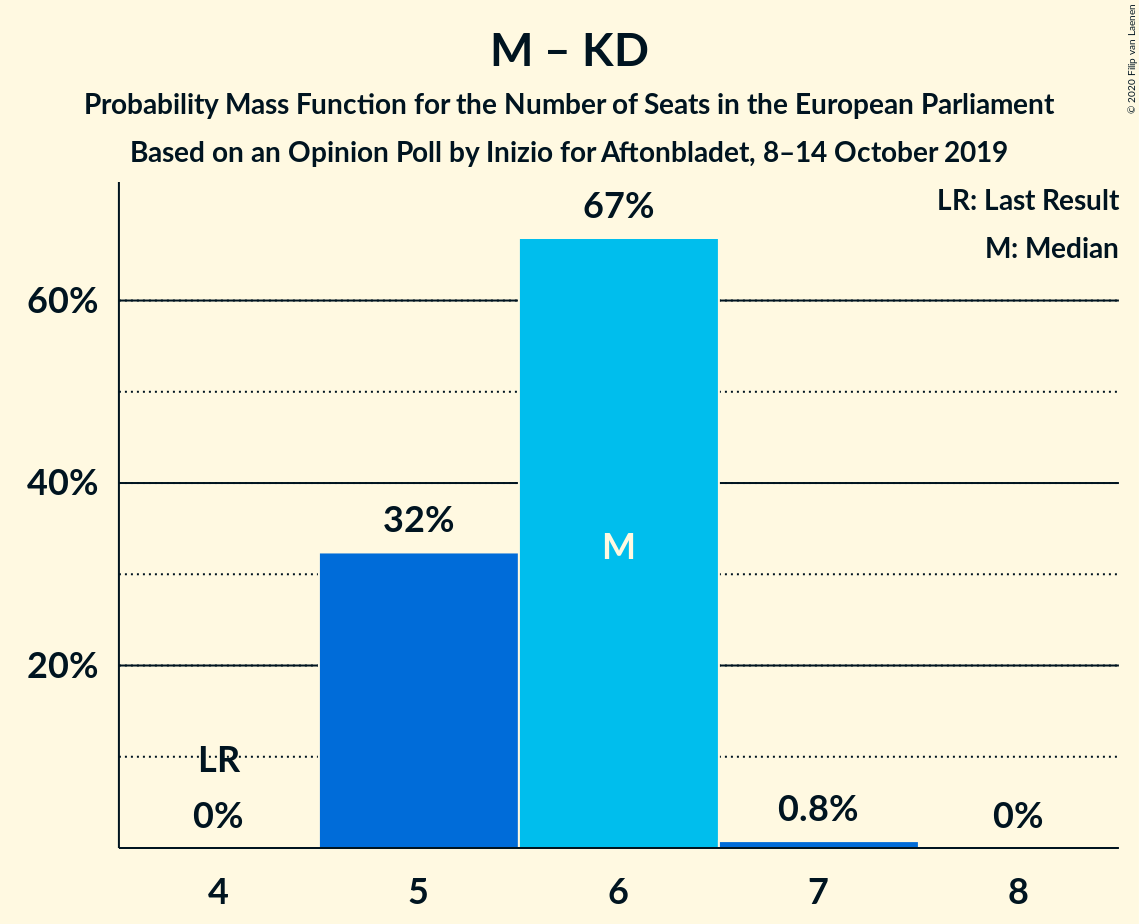 M – KD
Probability Mass Function for the Number of Seats in the European Parliament
Based on an Opinion Poll by Inizio for Aftonbladet, 8–14 October 2019
© 2020 Filip van Laenen
LR: Last Result
M: Median
67%
60%
40%
32%
M
20%
LR
0%
0.8%
0%
4 5 6 7 8